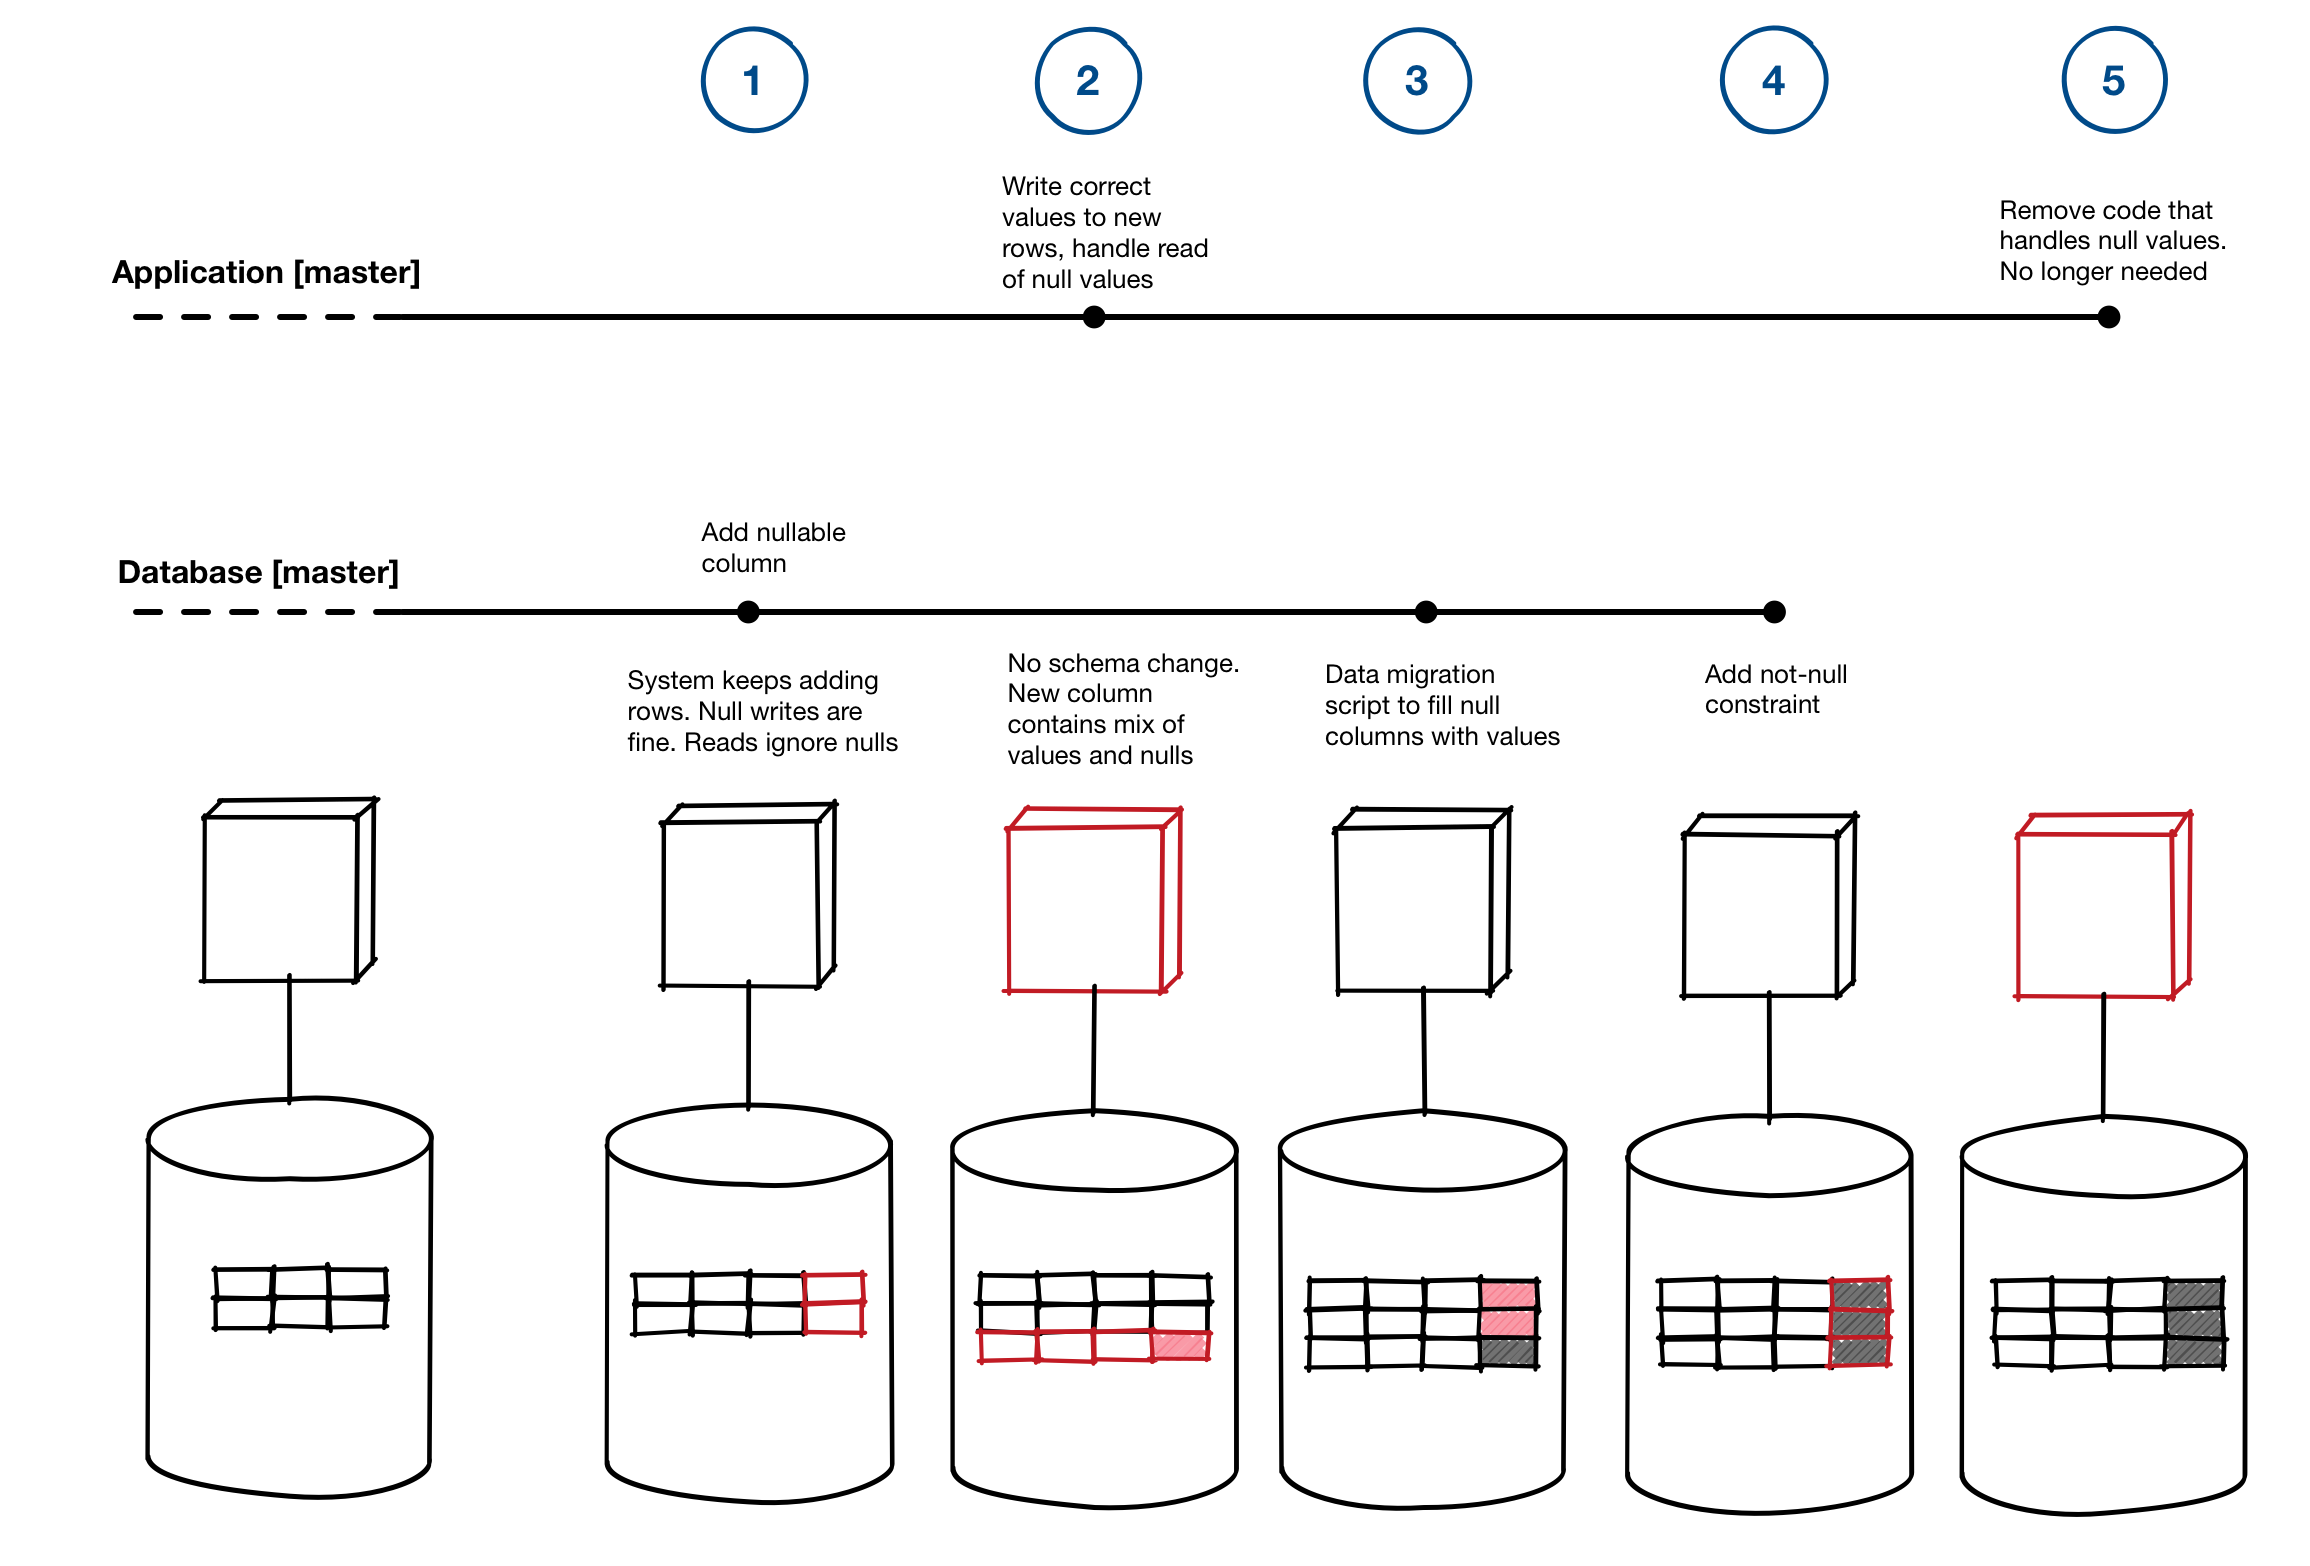 1
2
3
4
5
Write correct
values to new
rows, handle read
of null values
Remove code that
handles null values.
No longer needed
Application [master]
Add nullable
column
Database [master]
System keeps adding
rows. Null writes are
fine. Reads ignore nulls
No schema change.
New column
contains mix of
values and nulls
Data migration
script to fill null
columns with values
Add not-null
constraint